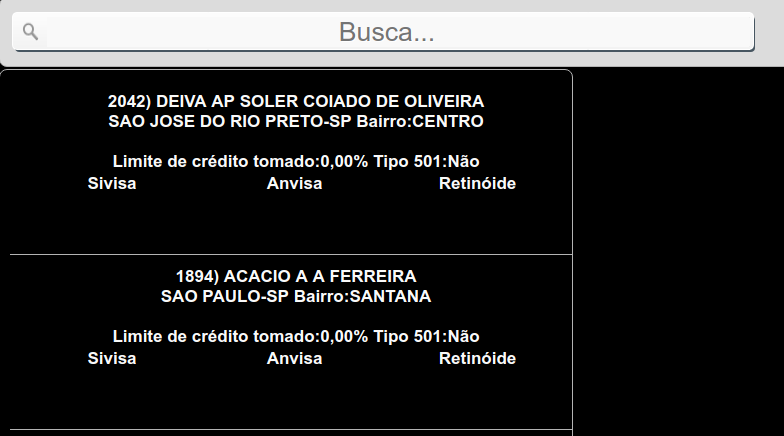 Busca...
2042) DEIVA AP SOLER COIADO DE OLIVEIRA
SAO JOSE DO RIO PRETO-SP Bairro:CENTRO
Limite de crédito tomado:0,00% Tipo 501:Não
Sivisa Anvisa Retinóide
1894) ACACIO A A FERREIRA
SAO PAULO-SP Bairro:SANTANA
Limite de crédito tomado:0,00% Tipo 501:Não
Sivisa Anvisa Retinóide